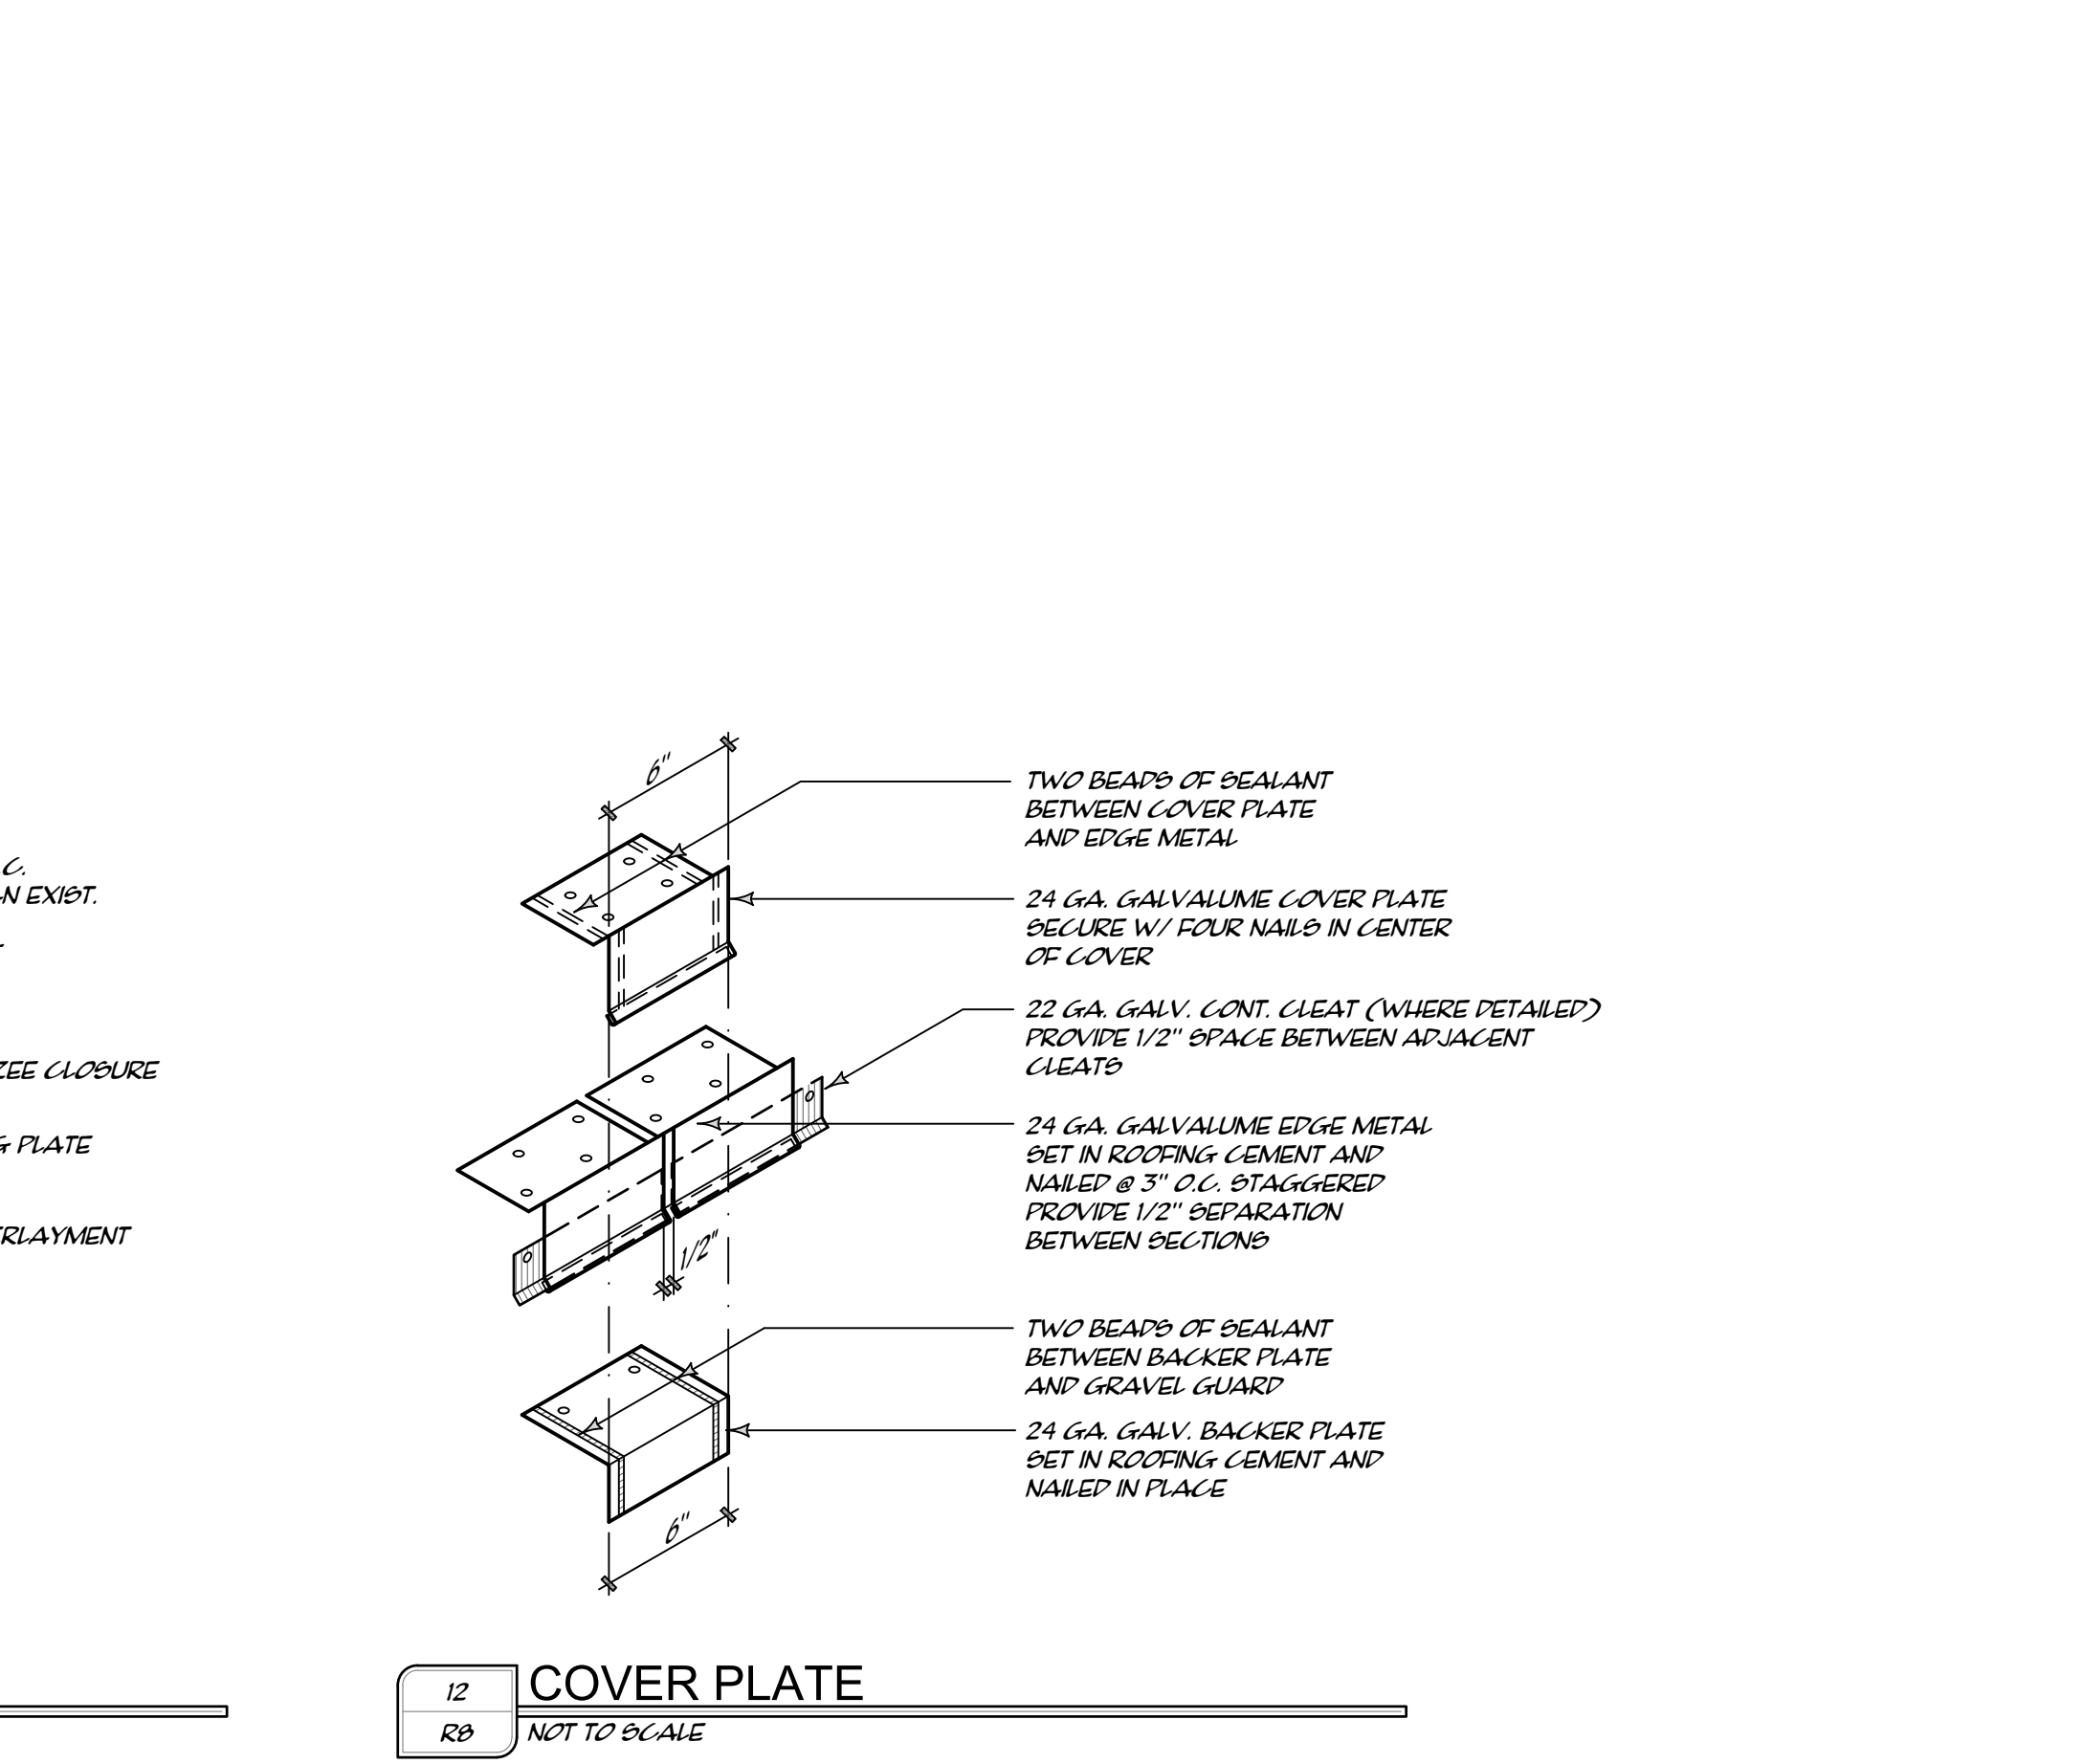 .C.
N EXIST.
ZEE CLOSURE
PLATE
RLAYMENT
6"
TWO BEADS OF SEALANT
BETWEEN COVER PLATE
AND EDGE METAL
24 GA. GALVALUME COVER PLATE
SECURE W/ FOUR NAILS IN CENTER
OF COVER
22 GA. GALV. CONT. CLEAT (WHERE DETAILED)
PROVIDE 1/2" SPACE BETWEEN ADJACENT
CLEATS
24 GA. GALVALUME EDGE METAL
SET IN ROOFING CEMENT AND
NAILED @ 3" O.C. STAGGERED
PROVIDE 1/2" SEPARATION
BETWEEN SECTIONS
1/2"
TWO BEADS OF SEALANT
BETWEEN BACKER PLATE
AND GRAVEL GUARD
24 GA. GALV. BACKER PLATE
SET IN ROOFING CEMENT AND
NAILED IN PLACE
6"
12
R8
COVER PLATE
NOT TO SCALE